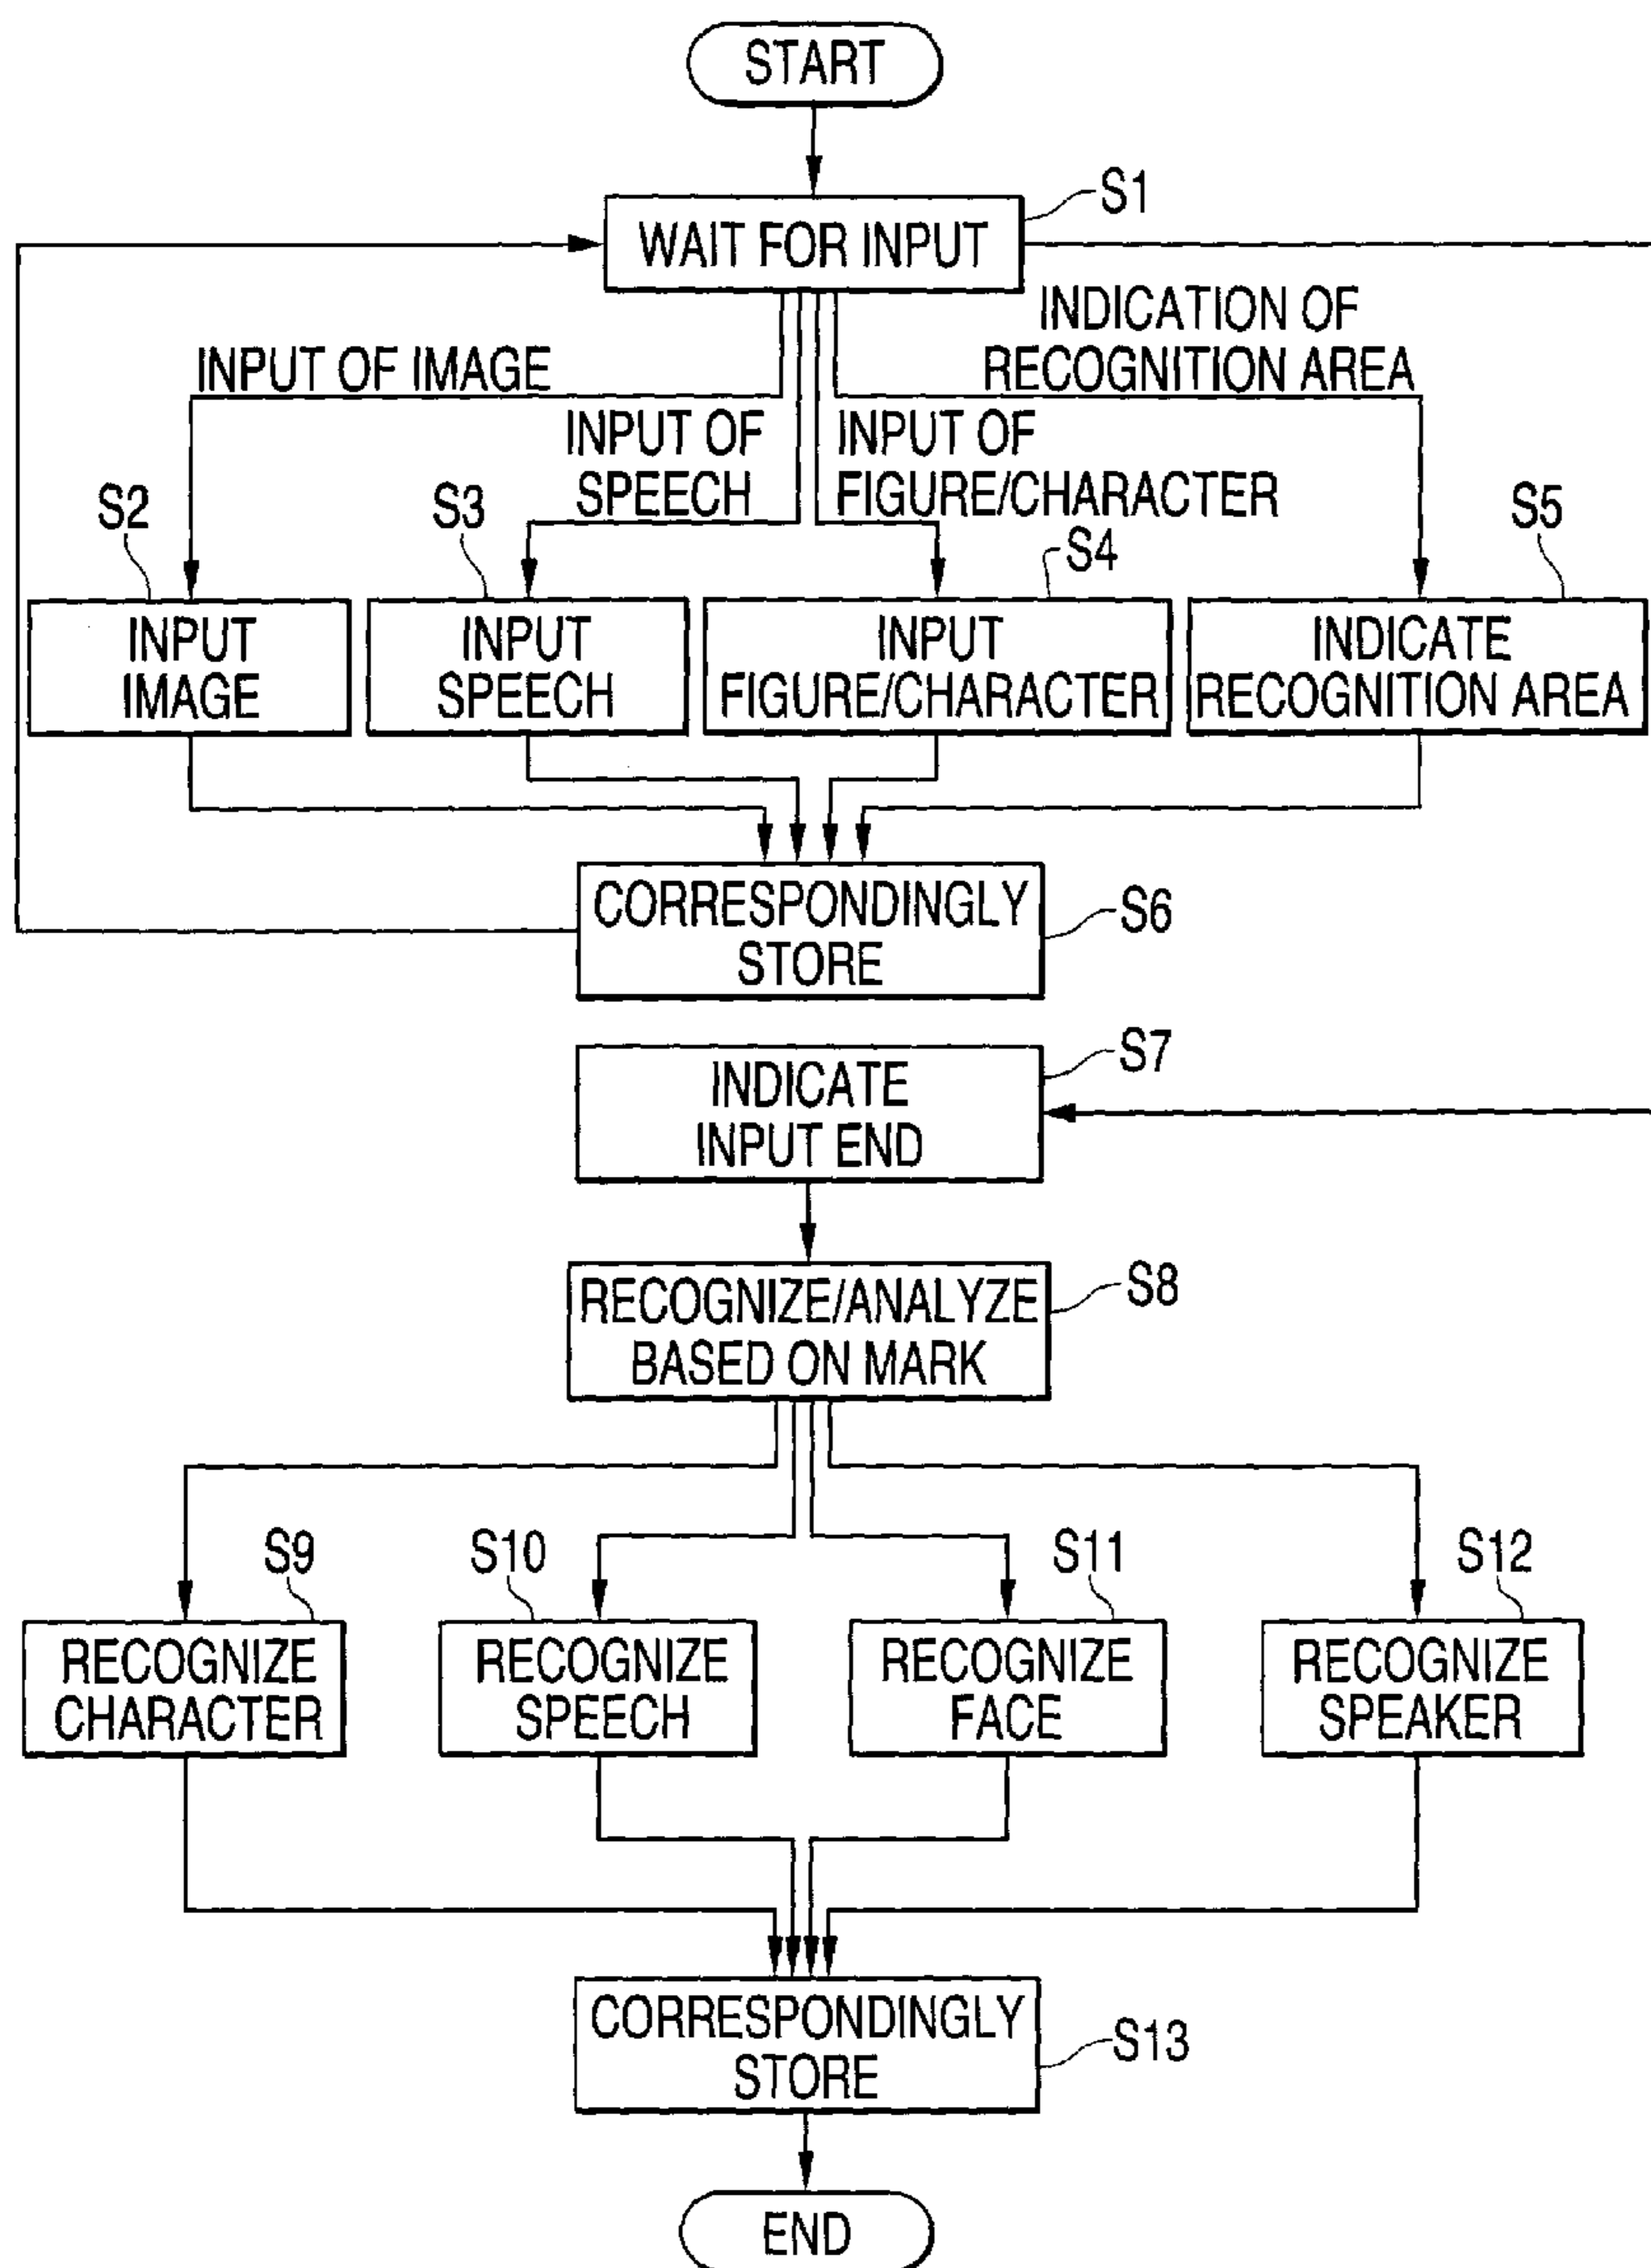 START
S1
WAIT FOR INPUT
INDICATION OF
RECOGNITION AREA
INPUT OF IMAGE
INPUT OF
SPEECH
INPUT OF
FIGURE/CHARACTER
S2
S3
S4
S5
INPUT
IMAGE
INPUT
SPEECH
INPUT
FIGURE/CHARACTER
INDICATE
RECOGNITION AREA
CORRESPONDINGLY
STORE
S6
S7
INDICATE
INPUT END
S8
RECOGNIZE/ANALYZE
BASED ON MARK
S9
S10
S11
S12
RECOGNIZE
CHARACTER
RECOGNIZE
SPEECH
RECOGNIZE
FACE
RECOGNIZE
SPEAKER
CORRESPONDINGLY
STORE
S13
END